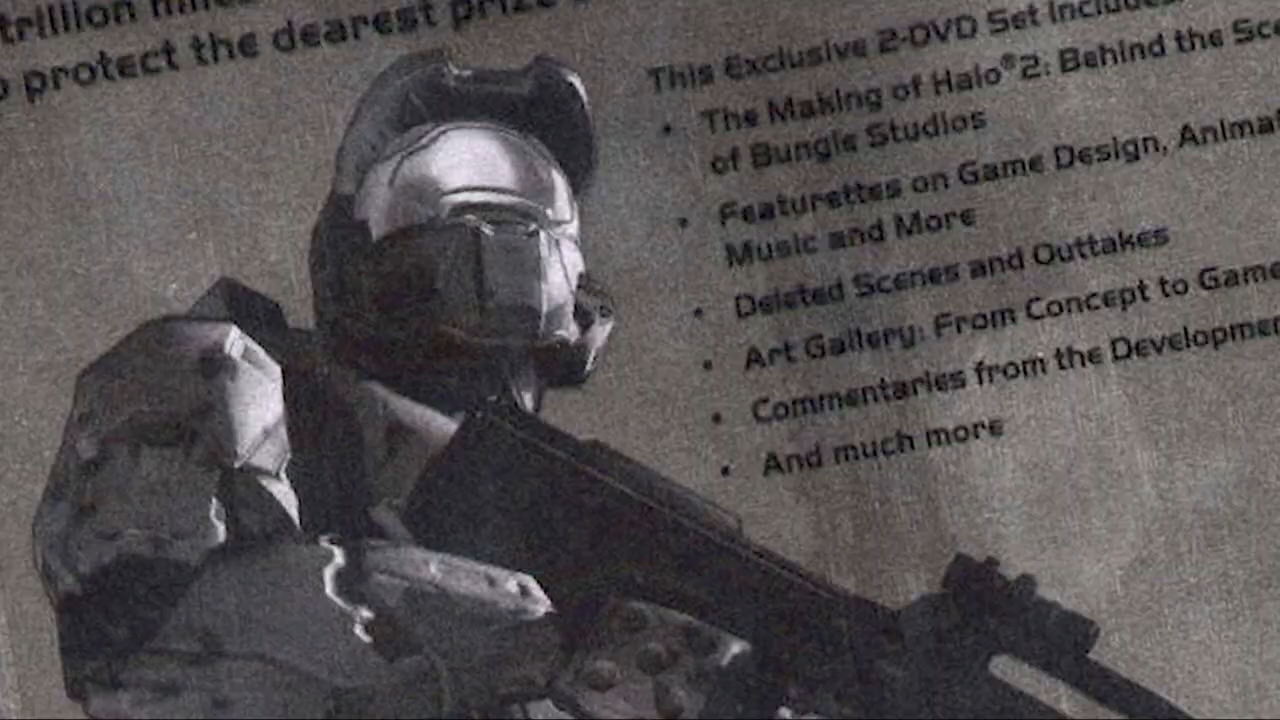 trillion
protect the dearest prize
This Exclusive 2-DVD Set Includes
• The Making of Halo®2: Behind the
of Bungie Studios
• Featurettes on Game Design,
Music and More
• Deleted Scenes and Outtakes
• Art Gallery: From Concept to Game
• Commentaries from the
• And much more